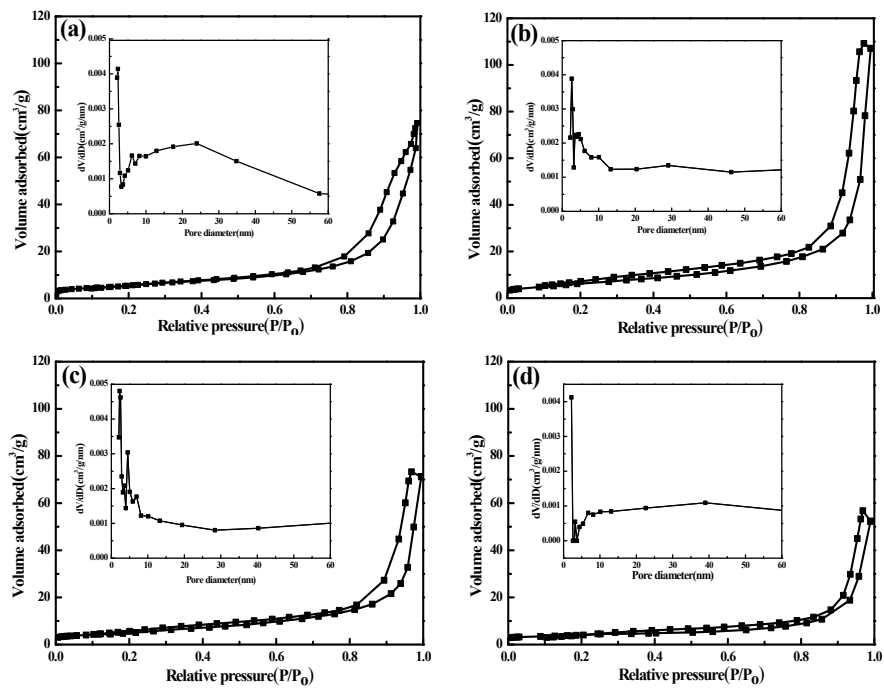 (a)
Volume adsorbed(cm³/g)
120
100
80
60
40
20
0
0.0 0.2 0.4 0.6 0.8 1.0
Relative pressure(P/P₀)
dV/dD(cm³/g/nm)
0.005
0.004
0.003
0.002
0.001
0.000
0 10 20 30 40 50 60
Pore diameter(nm)
(b)
Volume adsorbed(cm³/g)
120
100
80
60
40
20
0
0.0 0.2 0.4 0.6 0.8 1.0
Relative pressure(P/P₀)
dV/dD(cm³/g/nm)
0.005
0.004
0.003
0.002
0.001
0.000
0 10 20 30 40 50 60
Pore diameter(nm)
(c)
Volume adsorbed(cm³/g)
120
100
80
60
40
20
0
0.0 0.2 0.4 0.6 0.8 1.0
Relative pressure(P/P₀)
dV/dD(cm³/g/nm)
0.005
0.004
0.003
0.002
0.001
0.000
0 10 20 30 40 50 60
Pore diameter(nm)
(d)
Volume adsorbed(cm³/g)
120
100
80
60
40
20
0
0.0 0.2 0.4 0.6 0.8 1.0
Relative pressure(P/P₀)
dV/dD(cm³/g/nm)
0.004
0.003
0.002
0.001
0.000
0 10 20 30 40 50 60
Pore diameter(nm)